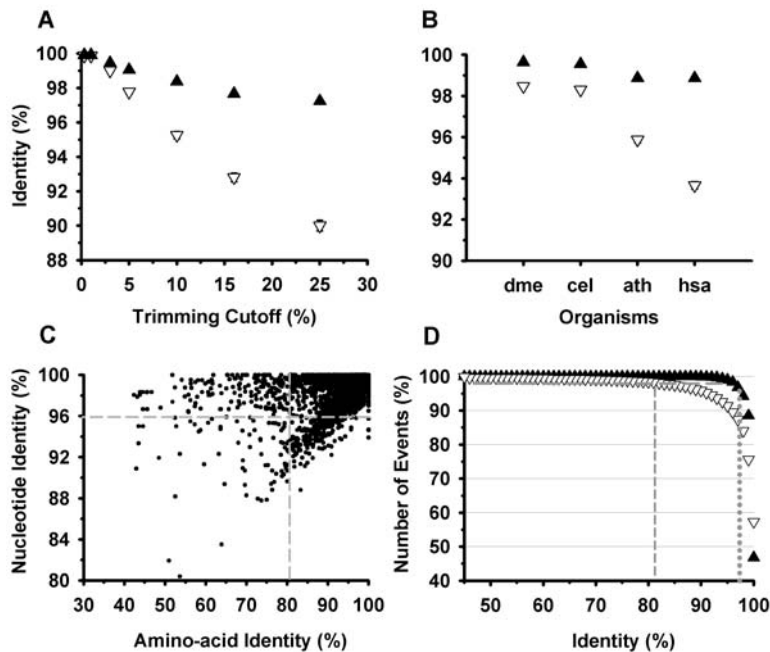 A
B
100
98
96
94
92
90
88
Identity (%)
0 5 10 15 20 25 30
Trimming Cutoff (%)
100
98
96
94
92
90
dme cel ath hsa
Organisms
C
D
100
96
92
88
84
80
Nucleotide Identity (%)
30 40 50 60 70 80 90 100
Amino-acid Identity (%)
100
90
80
70
60
50
40
Number of Events (%)
50 60 70 80 90 100
Identity (%)